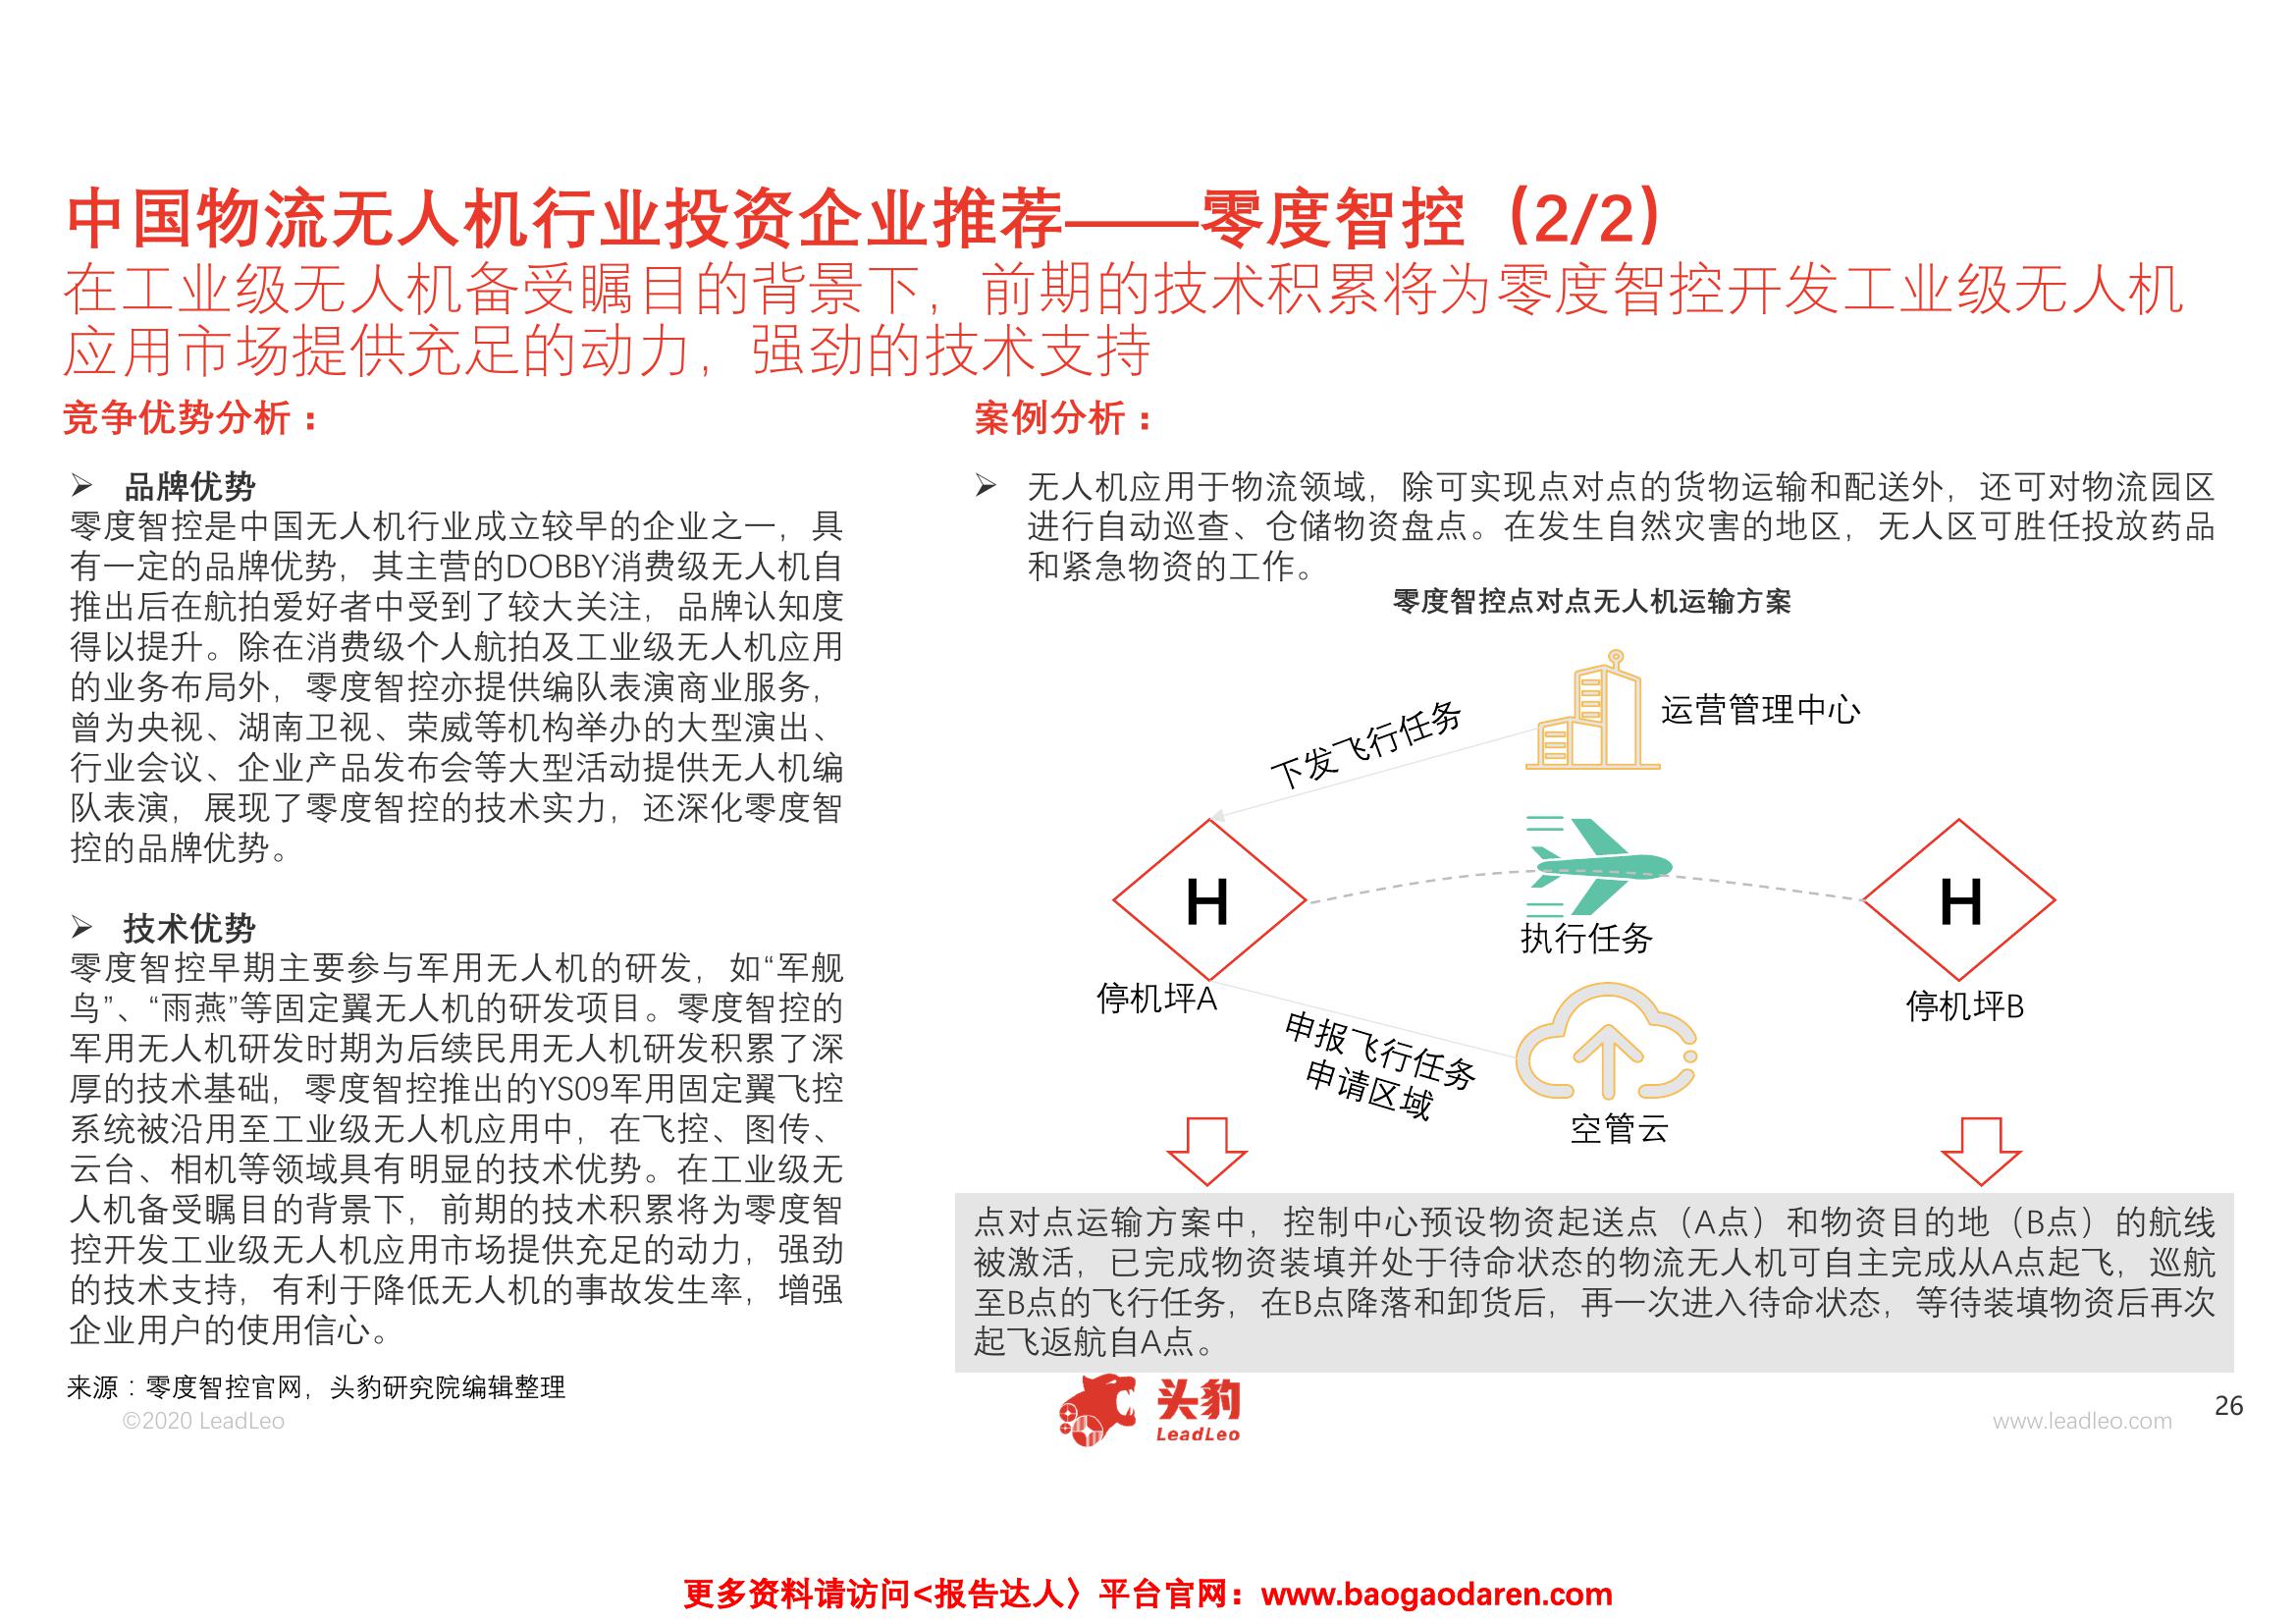 中国物流无人机行业投资企业推荐——零度智控（2/2）
在工业级无人机备受瞩目的背景下，前期的技术积累将为零度智控开发工业级无人机
应用市场提供充足的动力，强劲的技术支持
竞争优势分析：
➢ 品牌优势
零度智控是中国无人机行业成立较早的企业之一，具
有一定的品牌优势，其主营的DOBBY消费级无人机自
推出后在航拍爱好者中受到了较大关注，品牌认知度
得以提升。除在消费级个人航拍及工业级无人机应用
的业务布局外，零度智控亦提供编队表演商业服务，
曾为央视、湖南卫视、荣威等机构举办的大型演出、
行业会议、企业产品发布会等大型活动提供无人机编
队表演，展现了零度智控的技术实力，还深化零度智
控的品牌优势。
➢ 技术优势
零度智控早期主要参与军用无人机的研发，如“军舰
鸟”、“雨燕”等固定翼无人机的研发项目。零度智控的
军用无人机研发时期为后续民用无人机研发积累了深
厚的技术基础，零度智控推出的YS09军用固定翼飞控
系统被沿用至工业级无人机应用中，在飞控、图传、
云台、相机等领域具有明显的技术优势。在工业级无
人机备受瞩目的背景下，前期的技术积累将为零度智
控开发工业级无人机应用市场提供充足的动力，强劲
的技术支持，有利于降低无人机的事故发生率，增强
企业用户的使用信心。
案例分析：
➢ 无人机应用于物流领域，除可实现点对点的货物运输和配送外，还可对物流园区
进行自动巡查、仓储物资盘点。在发生自然灾害的地区，无人区可胜任投放药品
和紧急物资的工作。
零度智控点对点无人机运输方案
运营管理中心
下发飞行任务
H
H
执行任务
停机坪A
停机坪B
申报飞行任务
申请区域
空管云
点对点运输方案中，控制中心预设物资起送点（A点）和物资目的地（B点）的航线
被激活，已完成物资装填并处于待命状态的物流无人机可自主完成从A点起飞，巡航
至B点的飞行任务，在B点降落和卸货后，再一次进入待命状态，等待装填物资后再次
起飞返航自A点。
来源：零度智控官网，头豹研究院编辑整理
©2020 LeadLeo
头豹
LeadLeo
www.leadleo.com
26
更多资料请访问<报告达人〉平台官网：www.baogaodaren.com